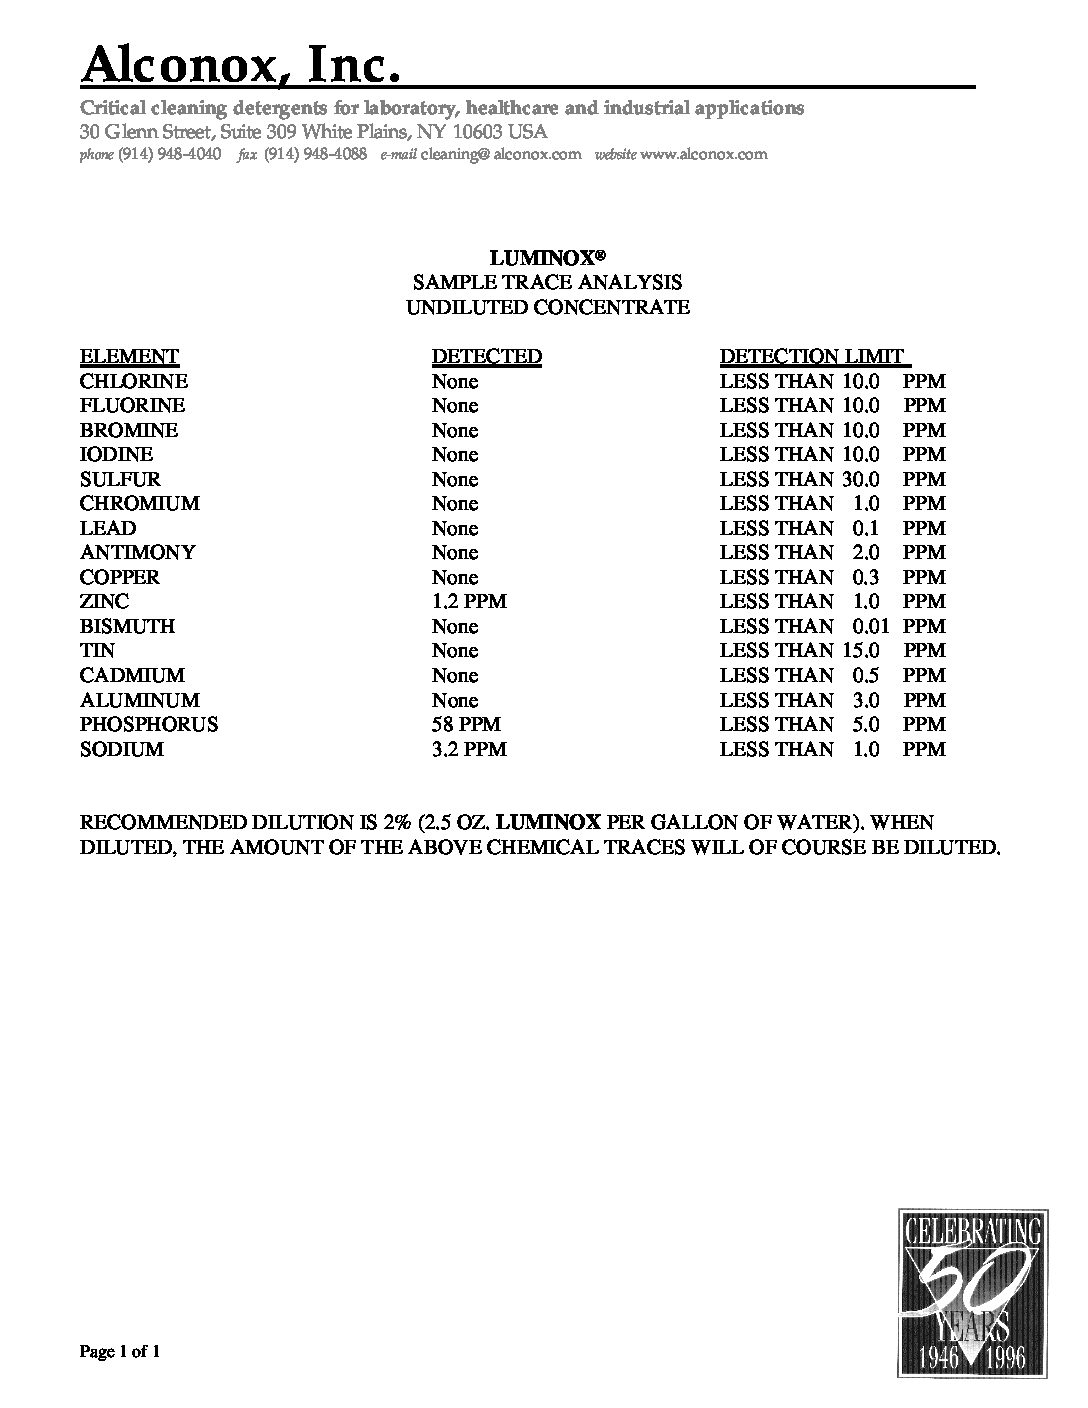 Alconox, Inc.
Critical cleaning detergents for laboratory, healthcare and industrial applications
30 Glenn Street, Suite 309 White Plains, NY 10603 USA
phone (914) 948-4040 fax (914) 948-4088 e-mail cleaning@alconox.com website www.alconox.com
LUMINOX®
SAMPLE TRACE ANALYSIS
UNDILUTED CONCENTRATE
ELEMENT DETECTED DETECTION LIMIT
CHLORINE None LESS THAN 10.0 PPM
FLUORINE None LESS THAN 10.0 PPM
BROMINE None LESS THAN 10.0 PPM
IODINE None LESS THAN 10.0 PPM
SULFUR None LESS THAN 30.0 PPM
CHROMIUM None LESS THAN 1.0 PPM
LEAD None LESS THAN 0.1 PPM
ANTIMONY None LESS THAN 2.0 PPM
COPPER None LESS THAN 0.3 PPM
ZINC 1.2 PPM LESS THAN 1.0 PPM
BISMUTH None LESS THAN 0.01 PPM
TIN None LESS THAN 15.0 PPM
CADMIUM None LESS THAN 0.5 PPM
ALUMINUM None LESS THAN 3.0 PPM
PHOSPHORUS 58 PPM LESS THAN 5.0 PPM
SODIUM 3.2 PPM LESS THAN 1.0 PPM
RECOMMENDED DILUTION IS 2% (2.5 OZ. LUMINOX PER GALLON OF WATER). WHEN
DILUTED, THE AMOUNT OF THE ABOVE CHEMICAL TRACES WILL OF COURSE BE DILUTED.
CELEBRATING
50
YEARS
1946 1996
Page 1 of 1